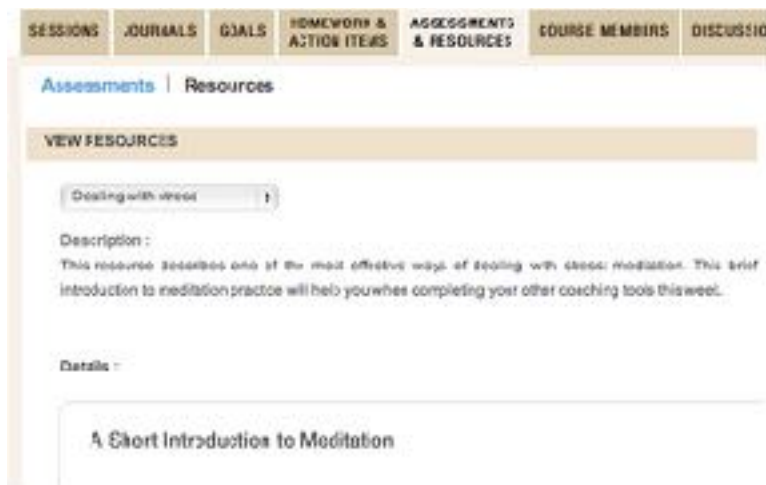 SESSIONS JOURNALS GOALS HOMEWORK & ACTION ITEMS ASSESSMENTS & RESOURCES COURSE MEMBERS DISCUSSIO
Assessments | Resources
VIEW RESOURCES
Dealing with stress
Description :
This resource describes one of the most effective ways of dealing with stress: mediation. This brief
introduction to meditation practice will help you when completing your other coaching tools this week.
Details :
A Short Introduction to Meditation